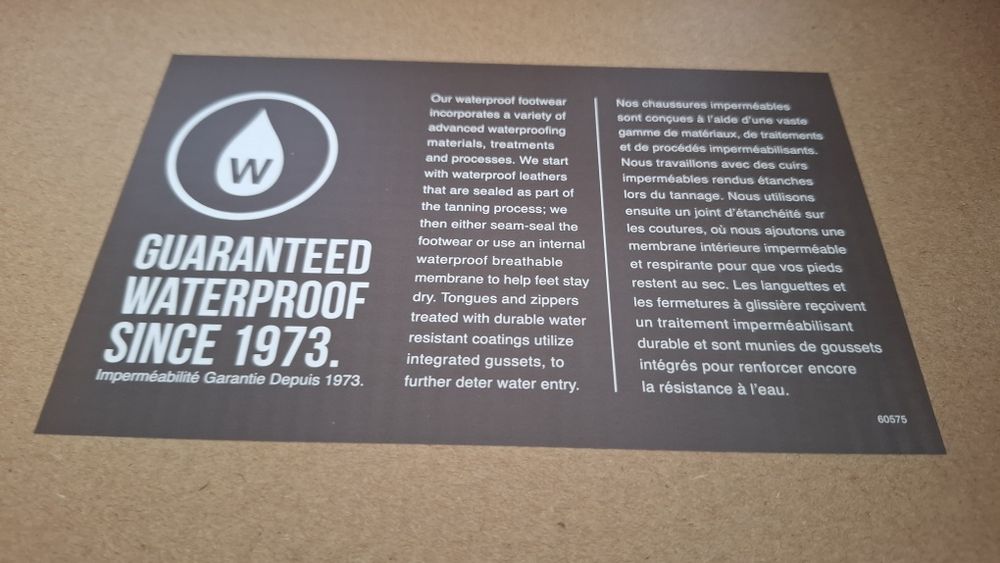 W
GUARANTEED
WATERPROOF
SINCE 1973.
Imperméabilité Garantie Depuis 1973.
Our waterproof footwear
incorporates a variety of
advanced waterproofing
materials, treatments
and processes. We start
with waterproof leathers
that are sealed as part of
the tanning process; we
then either seam-seal the
footwear or use an internal
waterproof breathable
membrane to help feet stay
dry. Tongues and zippers
treated with durable water
resistant coatings utilize
integrated gussets, to
further deter water entry.
Nos chaussures imperméables
sont conçues à l'aide d'une vaste
gamme de matériaux, de traitements
et de procédés imperméabilisants.
Nous travaillons avec des cuirs
imperméables rendus étanches
lors du tannage. Nous utilisons
ensuite un joint d'étanchéité sur
les coutures, où nous ajoutons une
membrane intérieure imperméable
et respirante pour que vos pieds
restent au sec. Les languettes et
les fermetures à glissière reçoivent
un traitement imperméabilisant
durable et sont munies de goussets
intégrés pour renforcer encore
la résistance à l'eau.
60575